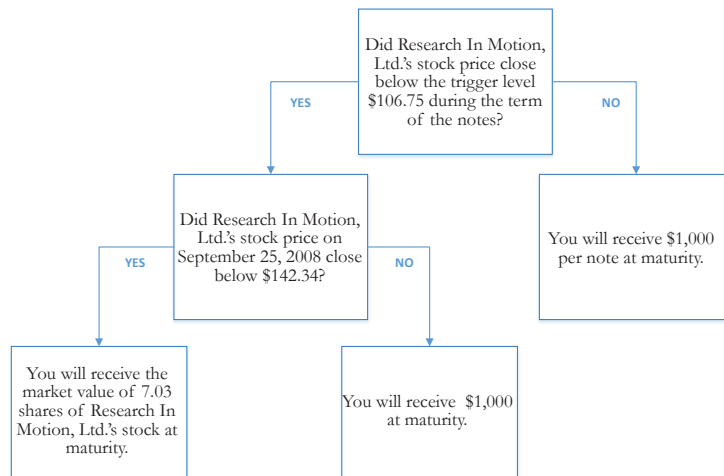 Did Research In Motion,
Ltd.'s stock price close
below the trigger level
$106.75 during the term
of the notes?
YES
NO
Did Research In Motion,
Ltd.'s stock price on
September 25, 2008 close
below $142.34?
You will receive $1,000
per note at maturity.
YES
NO
You will receive the
market value of 7.03
shares of Research In
Motion, Ltd.'s stock at
maturity.
You will receive $1,000
at maturity.